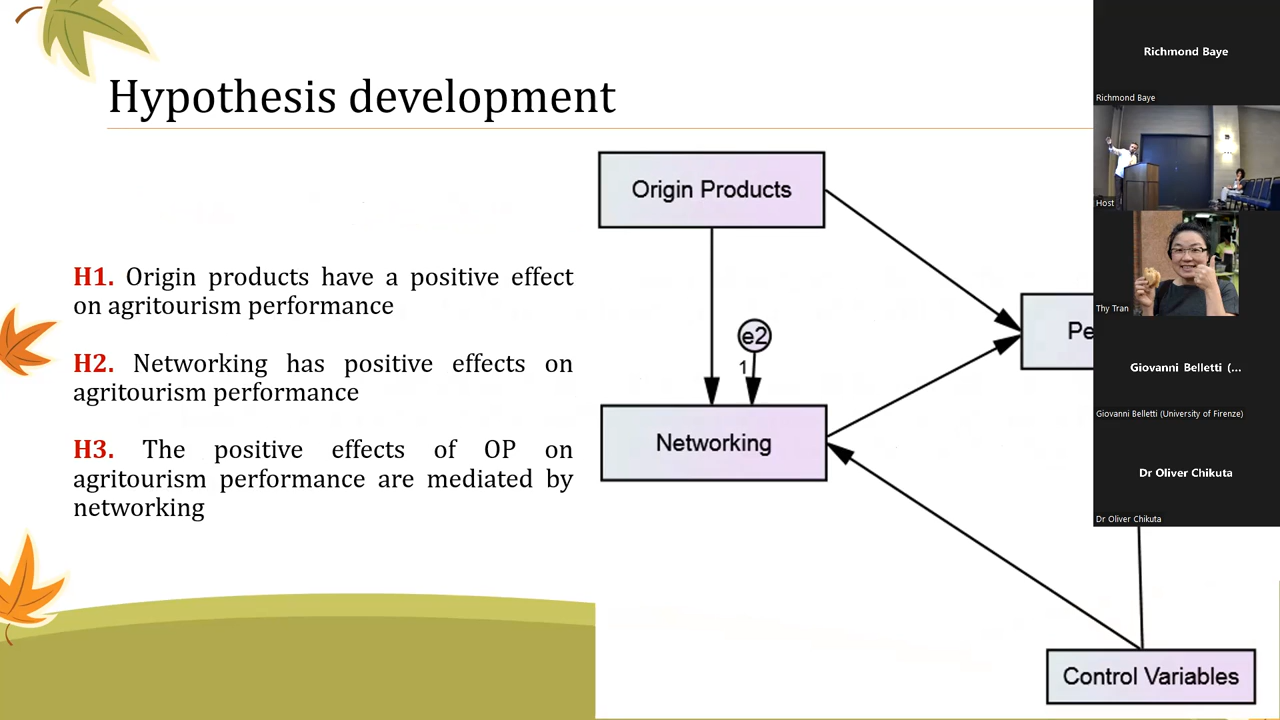 Hypothesis development
H1. Origin products have a positive effect
on agritourism performance
H2. Networking has positive effects on
agritourism performance
H3. The positive effects of OP on
agritourism performance are mediated by
networking
Origin Products
e2
1
Networking
Pe
Control Variables
Richmond Baye
Richmond Baye
Host
Thy Tran
Giovanni Belletti (...
Giovanni Belletti (University of Firenze)
Dr Oliver Chikuta
Dr Oliver Chikuta